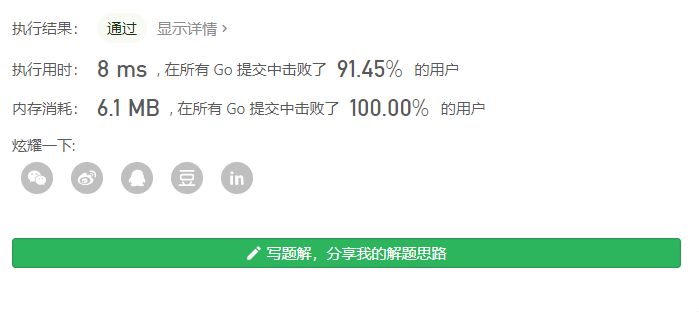 执行结果： 通过 显示详情 ›
执行用时： 8 ms , 在所有 Go 提交中击败了 91.45% 的用户
内存消耗： 6.1 MB , 在所有 Go 提交中击败了 100.00% 的用户
炫耀一下:
豆 in
写题解，分享我的解题思路